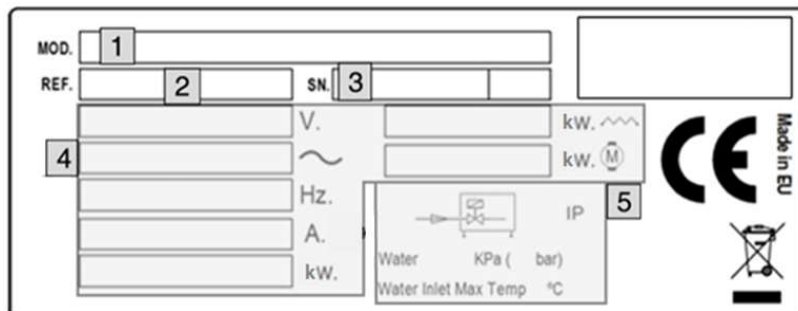 MOD. 1
REF. 2 SN. 3
V. kw.
4 kw. M
Hz. 5
IP
A.
Water KPa ( bar)
kw.
Water Inlet Max Temp °C
CE
Made in EU